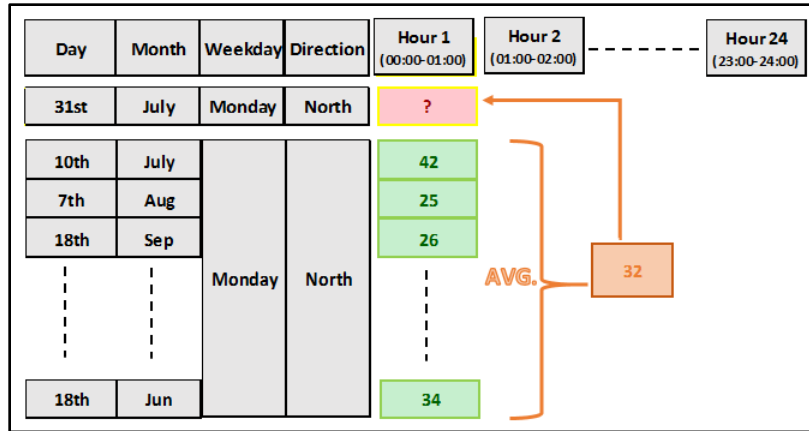 Day Month Weekday Direction Hour 1 Hour 2 Hour 24
(00:00-01:00) (01:00-02:00) (23:00-24:00)
31st July Monday North ?
10th July 42
7th Aug 25
18th Sep 26
Monday North AVG. 32
18th Jun 34